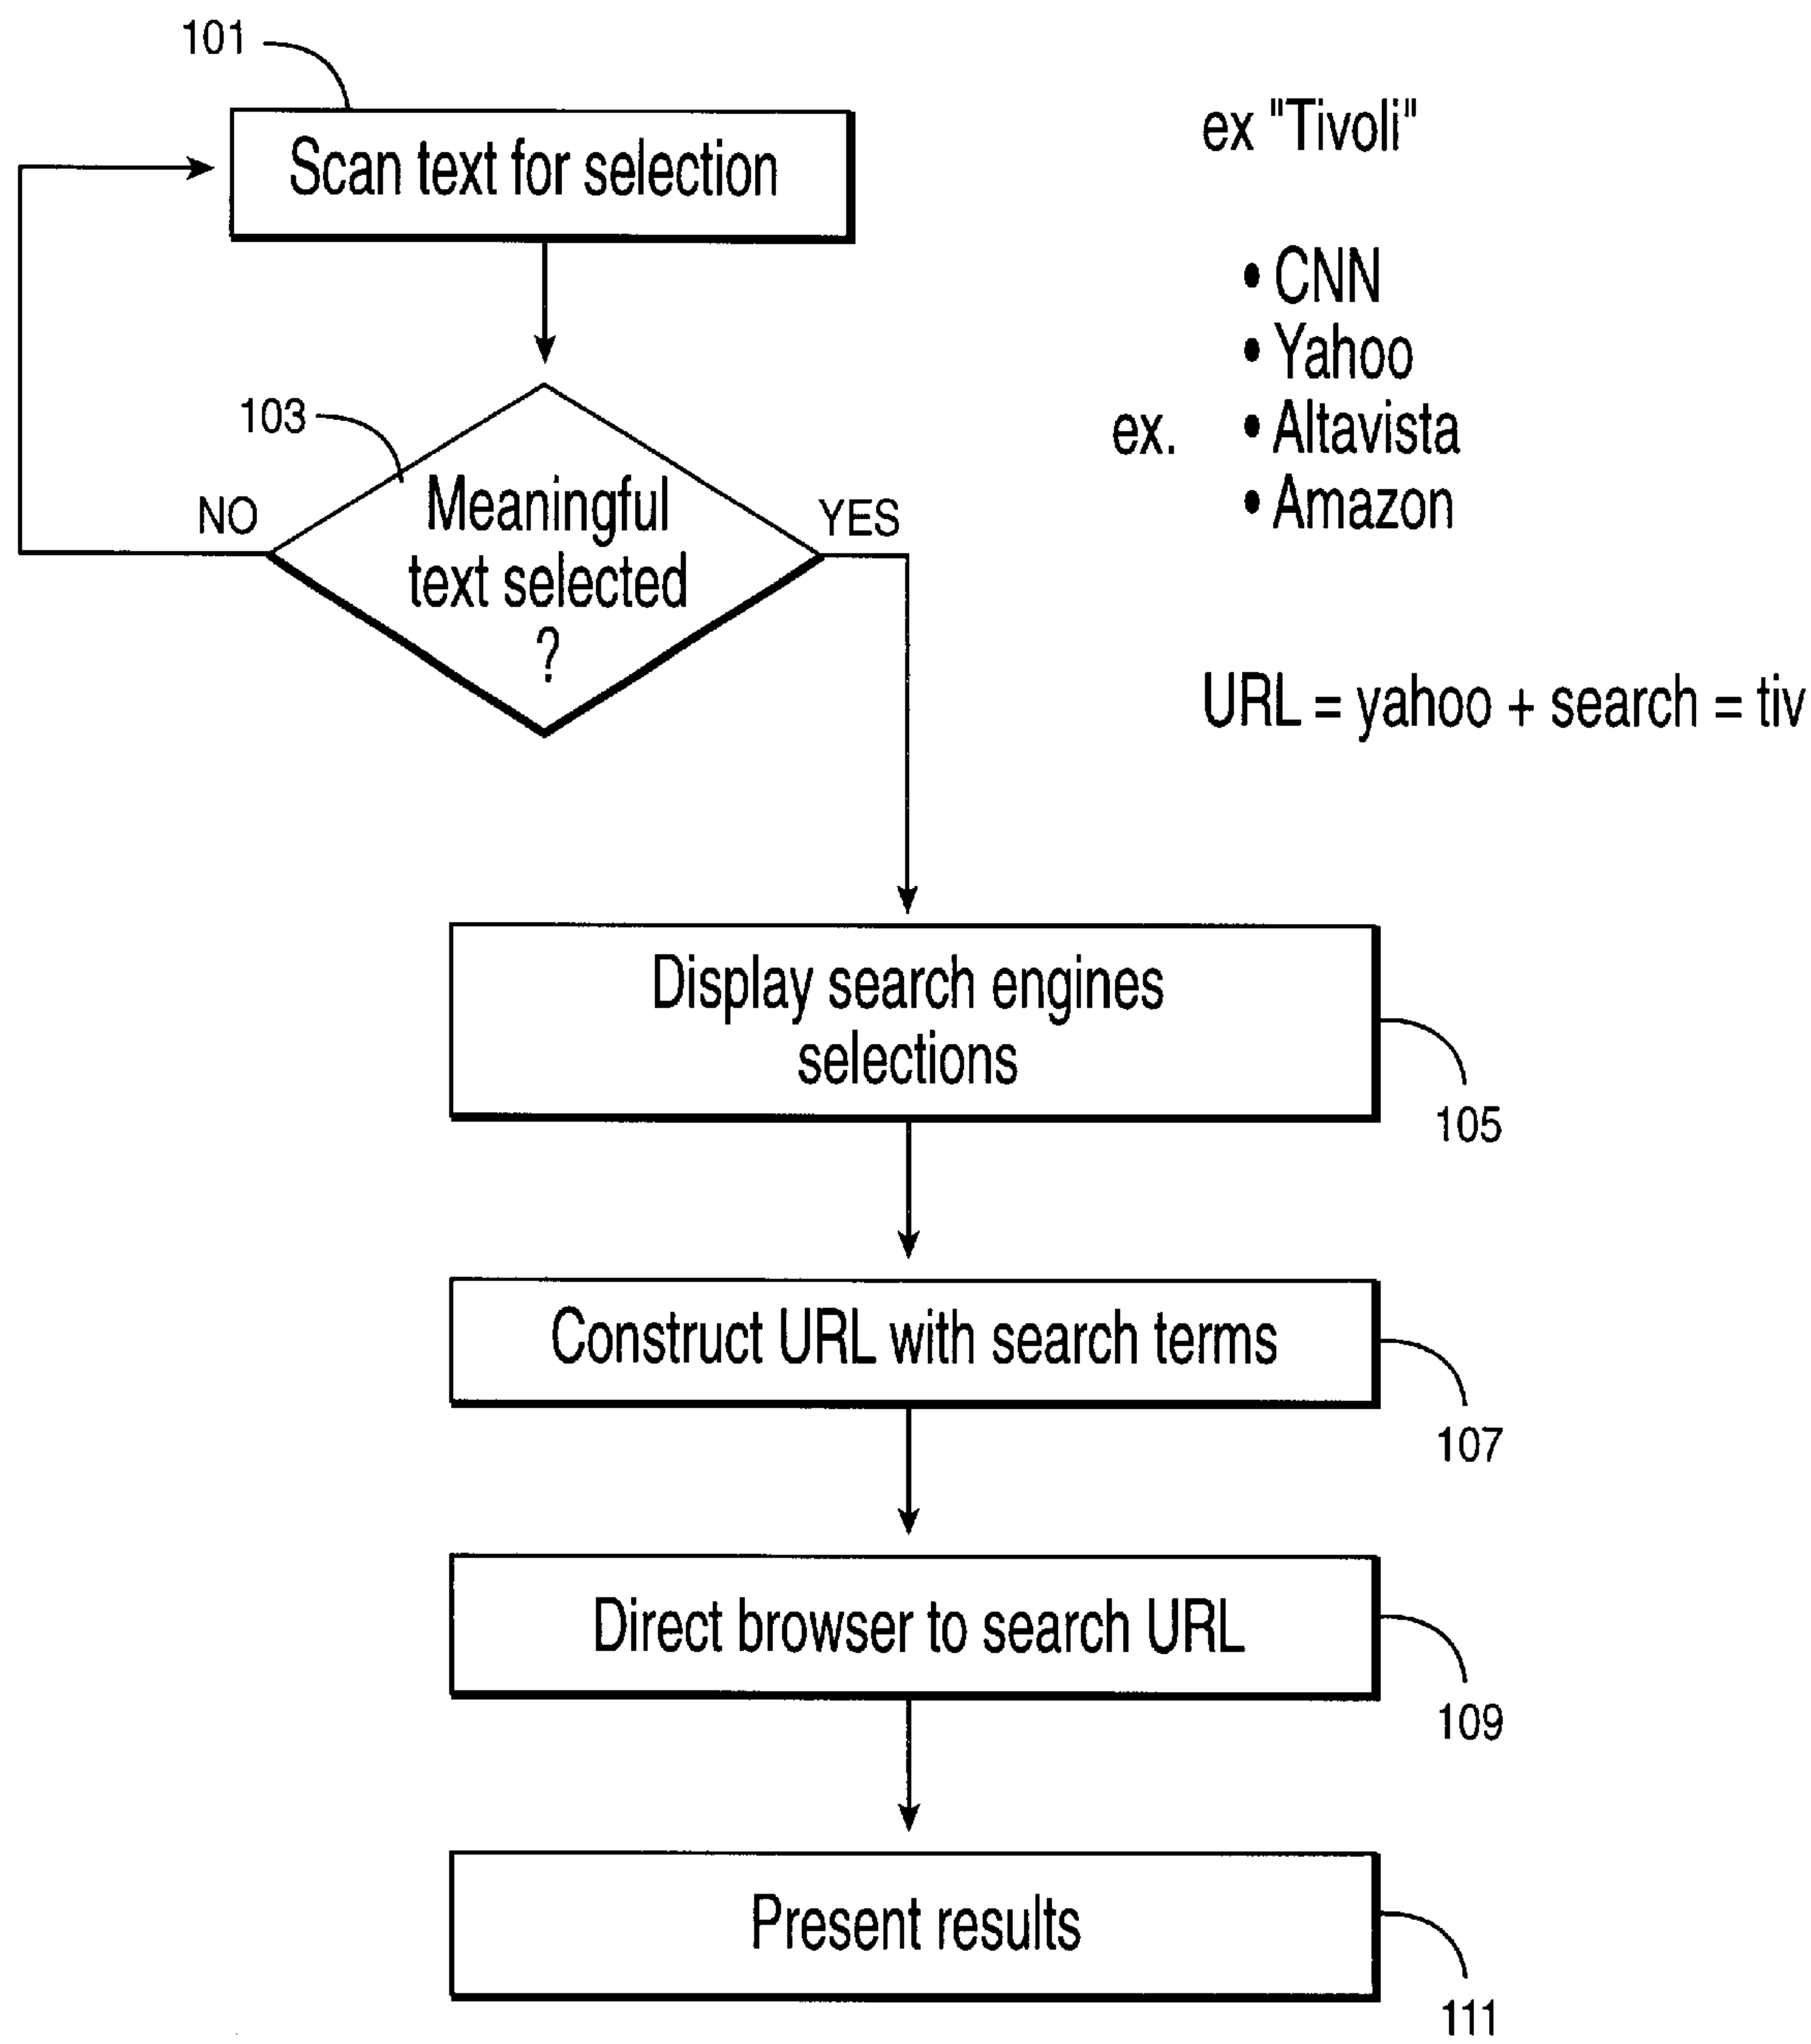 101
Scan text for selection
ex "Tivoli"
• CNN
• Yahoo
ex. • Altavista
• Amazon
103
NO
YES
Meaningful
text selected
?
URL = yahoo + search = tiv
Display search engines
selections
105
Construct URL with search terms
107
Direct browser to search URL
109
Present results
111